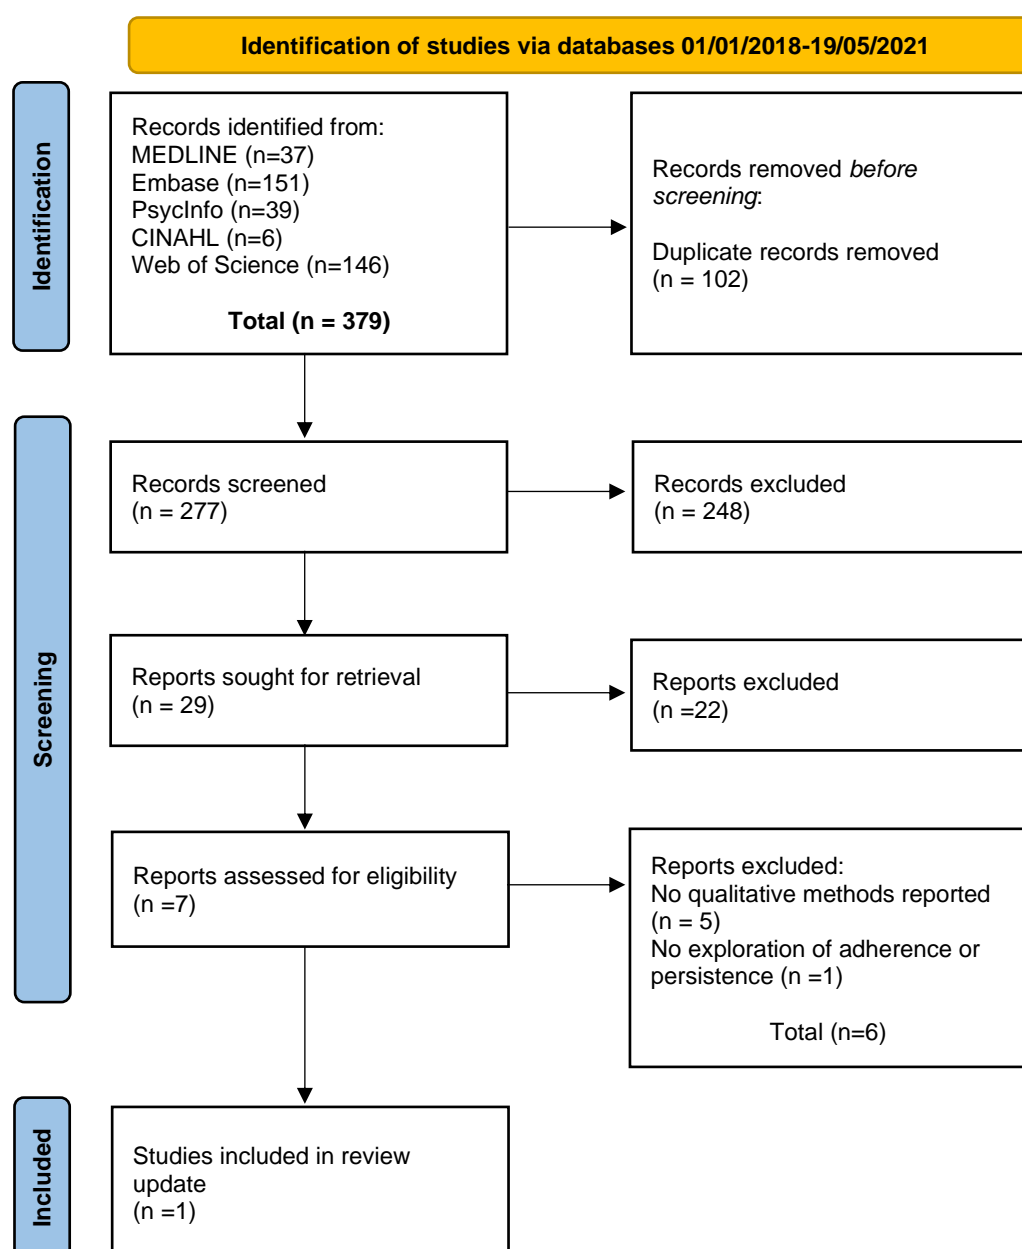 Identification of studies via databases 01/01/2018-19/05/2021
Identification
Records identified from:
MEDLINE (n=37)
Embase (n=151)
PsycInfo (n=39)
CINAHL (n=6)
Web of Science (n=146)
Total (n = 379)
Records removed before
screening:
Duplicate records removed
(n = 102)
Screening
Records screened
(n = 277)
Records excluded
(n = 248)
Reports sought for retrieval
(n = 29)
Reports excluded
(n =22)
Reports assessed for eligibility
(n =7)
Reports excluded:
No qualitative methods reported
(n = 5)
No exploration of adherence or
persistence (n =1)
Total (n=6)
Included
Studies included in review
update
(n =1)